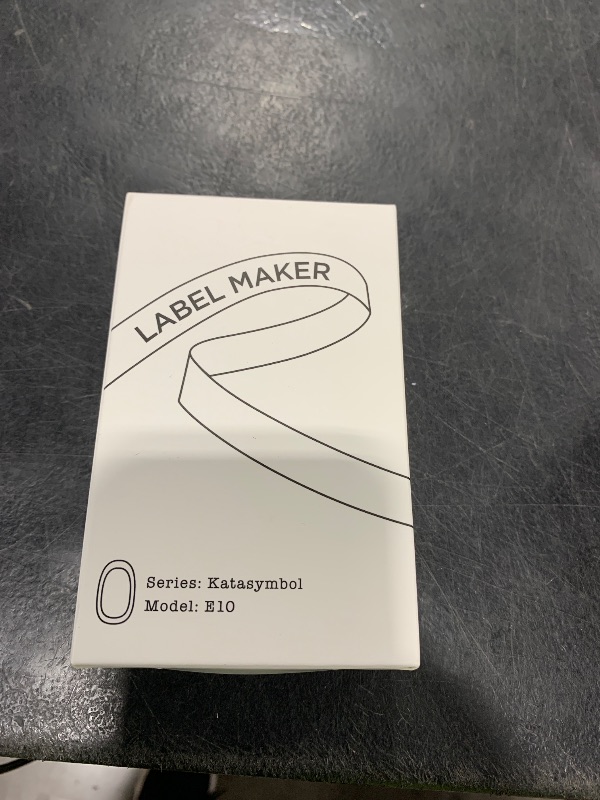 LABEL MAKER
Series: Katasymbol
Model: E10